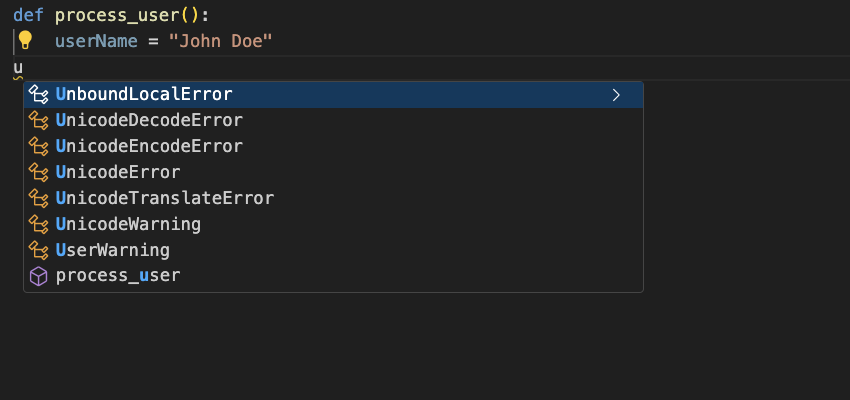 def process_user():
userName = "John Doe"
u
UnboundLocalError
UnicodeDecodeError
UnicodeEncodeError
UnicodeError
UnicodeTranslateError
UnicodeWarning
UserWarning
process_user